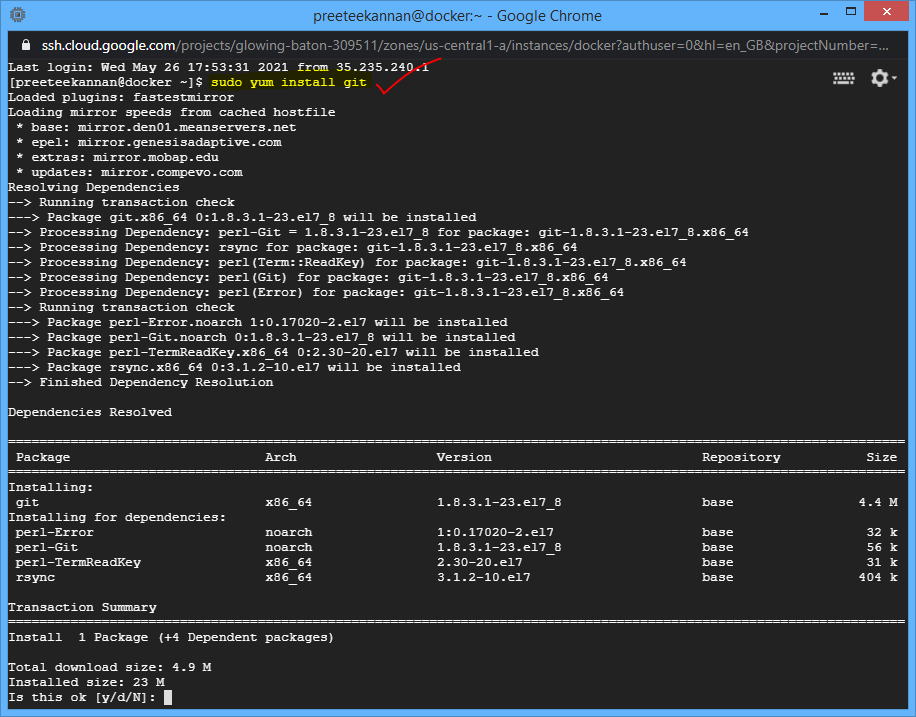 preeteekannan@docker:~ - Google Chrome
ssh.cloud.google.com/projects/glowing-baton-309511/zones/us-central1-a/instances/docker?authuser=0&hl=en_GB&projectNumber=...
Last login: Wed May 26 17:53:31 2021 from 35.235.240.1
[preeteekannan@docker ~]$ sudo yum install git
Loaded plugins: fastestmirror
Loading mirror speeds from cached hostfile
 * base: mirror.den01.meanservers.net
 * epel: mirror.genesisadaptive.com
 * extras: mirror.mobap.edu
 * updates: mirror.compevo.com
Resolving Dependencies
--> Running transaction check
---> Package git.x86_64 0:1.8.3.1-23.el7_8 will be installed
--> Processing Dependency: perl-Git = 1.8.3.1-23.el7_8 for package: git-1.8.3.1-23.el7_8.x86_64
--> Processing Dependency: rsync for package: git-1.8.3.1-23.el7_8.x86_64
--> Processing Dependency: perl(Term::ReadKey) for package: git-1.8.3.1-23.el7_8.x86_64
--> Processing Dependency: perl(Git) for package: git-1.8.3.1-23.el7_8.x86_64
--> Processing Dependency: perl(Error) for package: git-1.8.3.1-23.el7_8.x86_64
--> Running transaction check
---> Package perl-Error.noarch 1:0.17020-2.el7 will be installed
---> Package perl-Git.noarch 0:1.8.3.1-23.el7_8 will be installed
---> Package perl-TermReadKey.x86_64 0:2.30-20.el7 will be installed
---> Package rsync.x86_64 0:3.1.2-10.el7 will be installed
--> Finished Dependency Resolution
Dependencies Resolved
Package Arch Version Repository Size
Installing:
git x86_64 1.8.3.1-23.el7_8 base 4.4 M
Installing for dependencies:
perl-Error noarch 1:0.17020-2.el7 base 32 k
perl-Git noarch 1.8.3.1-23.el7_8 base 56 k
perl-TermReadKey x86_64 2.30-20.el7 base 31 k
rsync x86_64 3.1.2-10.el7 base 404 k
Transaction Summary
Install  1 Package (+4 Dependent packages)
Total download size: 4.9 M
Installed size: 23 M
Is this ok [y/d/N]: